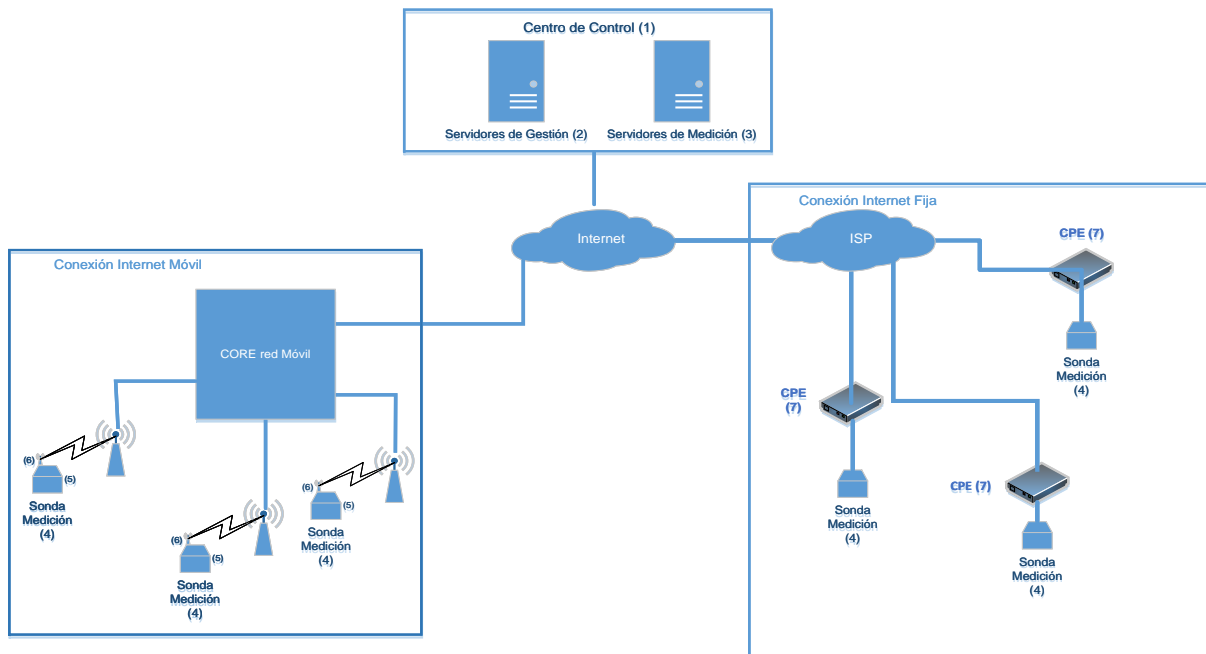 Centro de Control (1)
Servidores de Gestión (2)
Servidores de Medición (3)
Internet
Conexión Internet Fija
ISP
CPE (7)
Sonda
Medición
(4)
CPE
(7)
Sonda
Medición
(4)
CPE (7)
Sonda
Medición
(4)
Conexión Internet Móvil
CORE red Móvil
(6)
(5)
Sonda
Medición
(4)
(6)
(5)
Sonda
Medición
(4)
(6)
(5)
Sonda
Medición
(4)